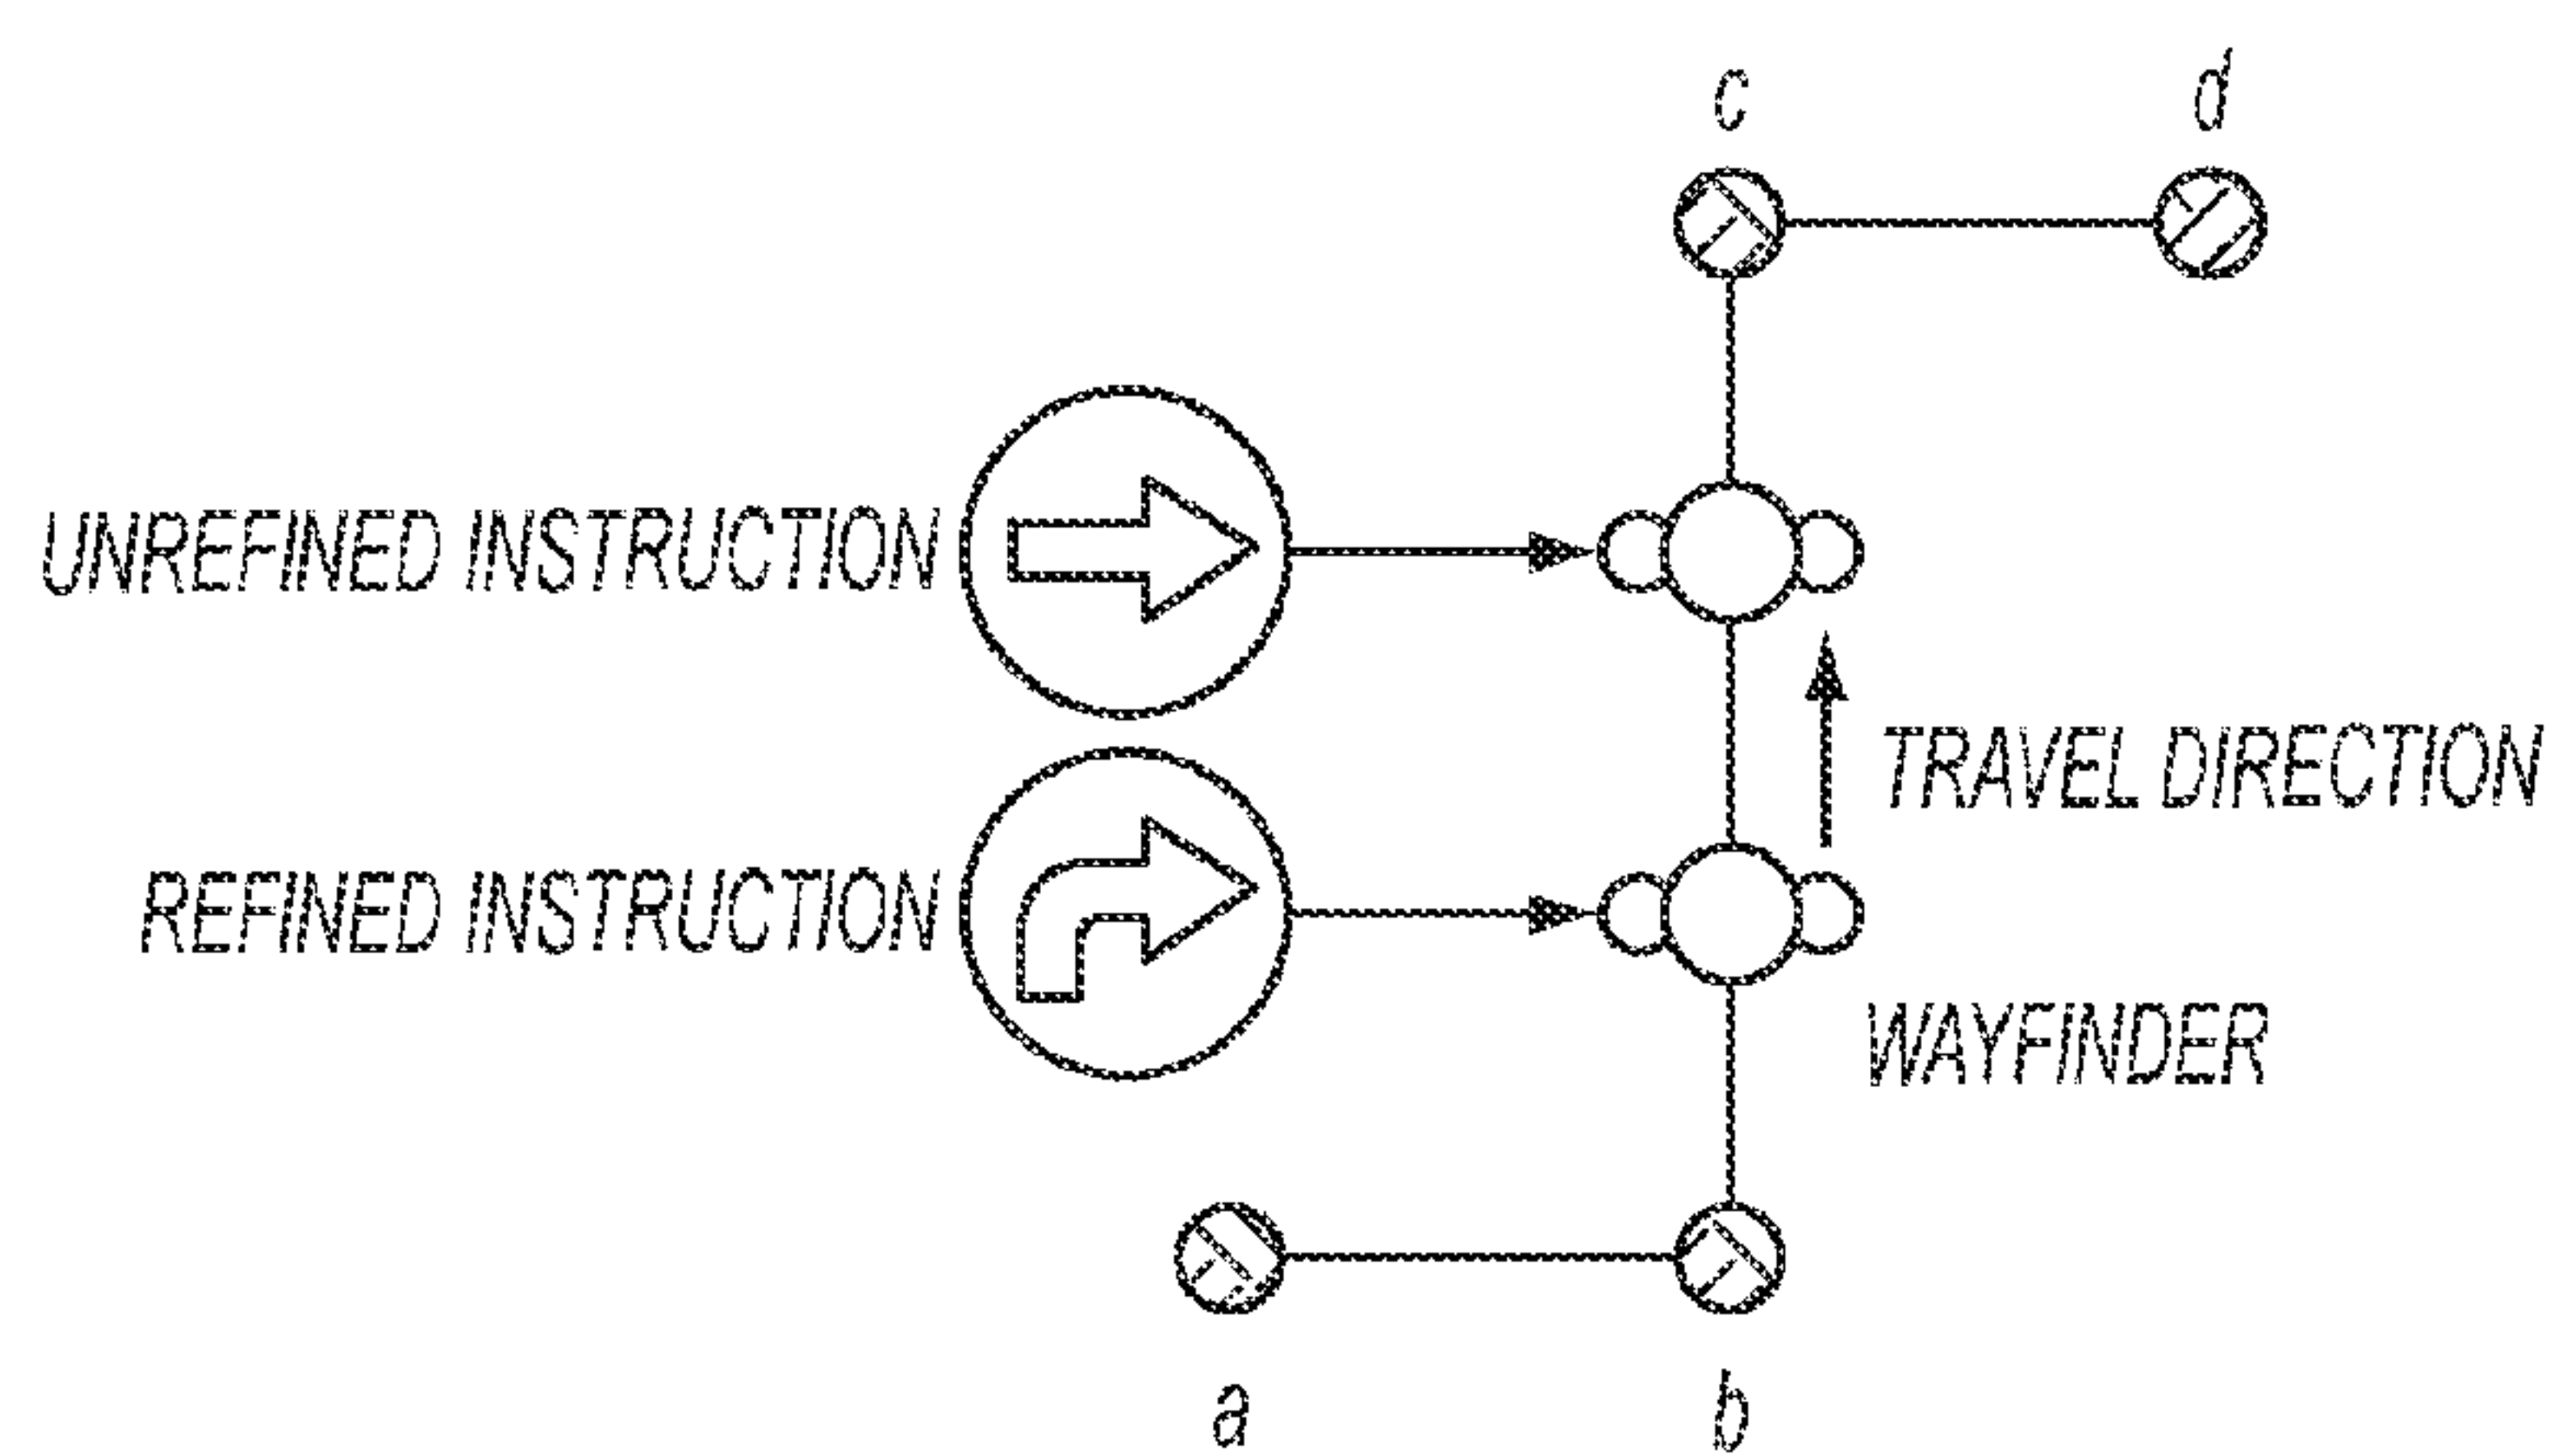 c
d
UNREFINED INSTRUCTION
TRAVEL DIRECTION
REFINED INSTRUCTION
WAYFINDER
a
b